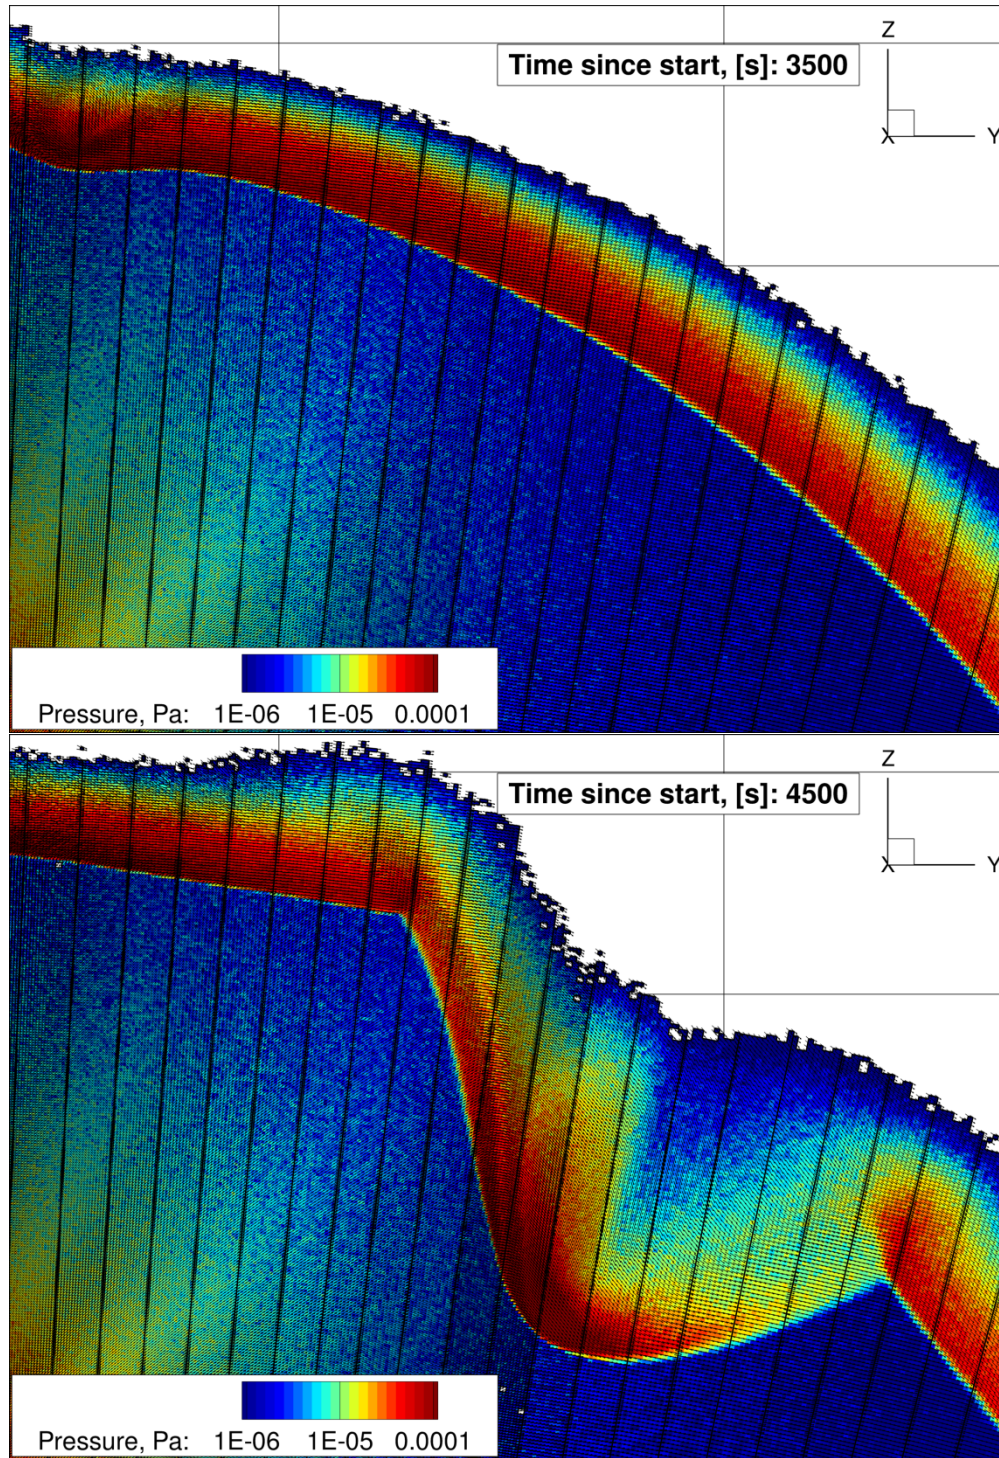 Z
Time since start, [s]: 3500
X Y
Pressure, Pa: 1E-06 1E-05 0.0001
Z
Time since start, [s]: 4500
X Y
Pressure, Pa: 1E-06 1E-05 0.0001